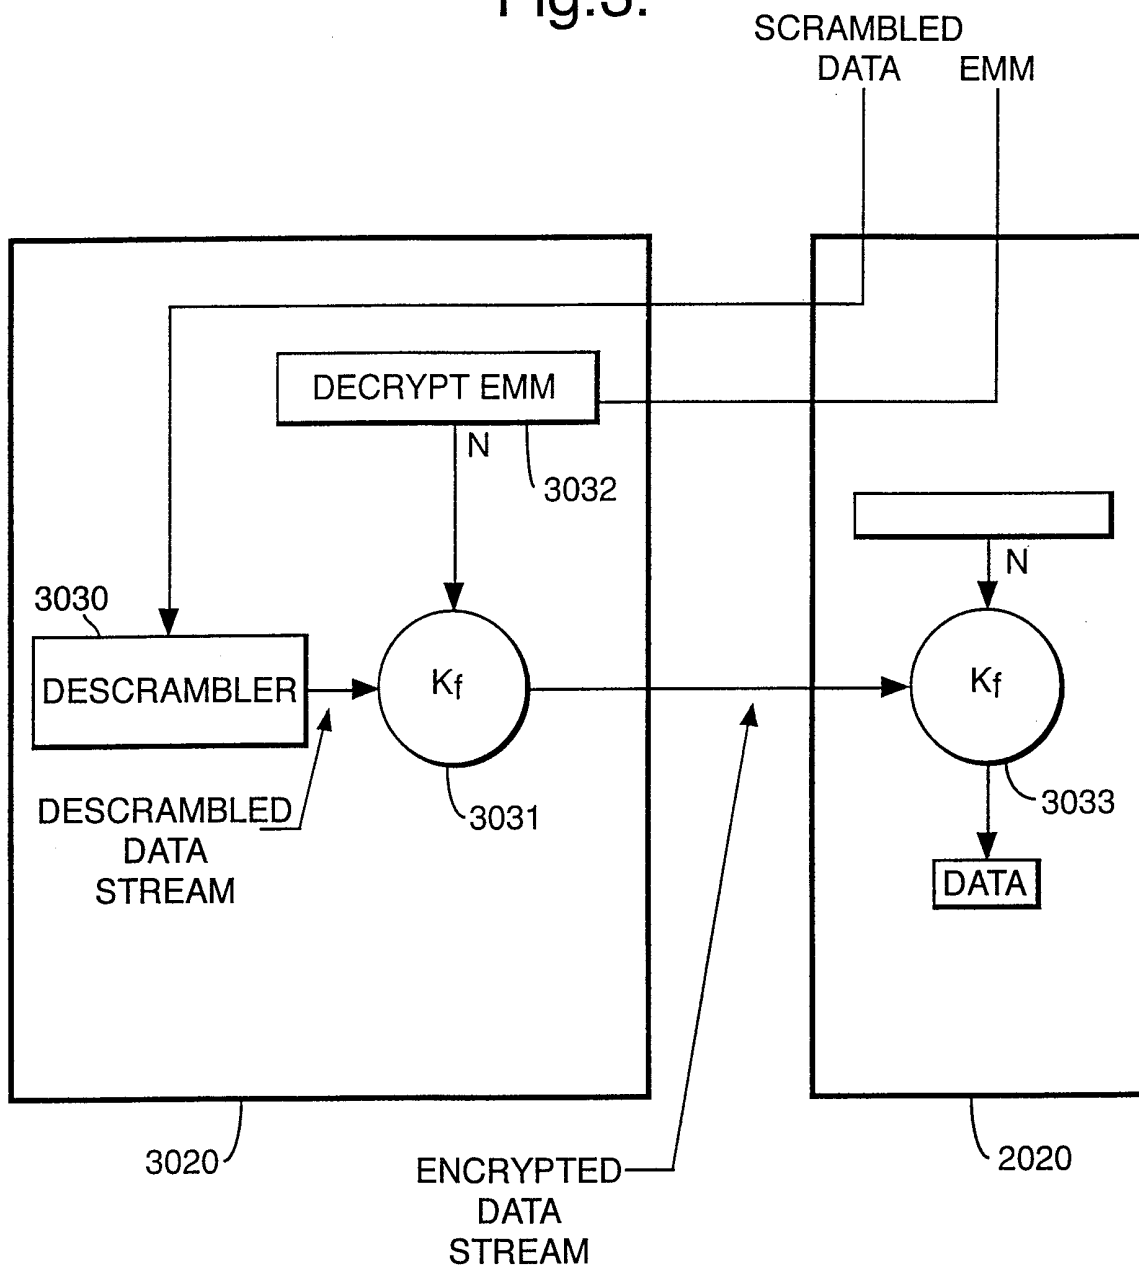 SCRAMBLED
DATA EMM
DECRYPT EMM
N
3032
N
3030
DESCRAMBLER
Kf
Kf
3031
3033
DESCRAMBLED
DATA
STREAM
DATA
3020
2020
ENCRYPTED
DATA
STREAM